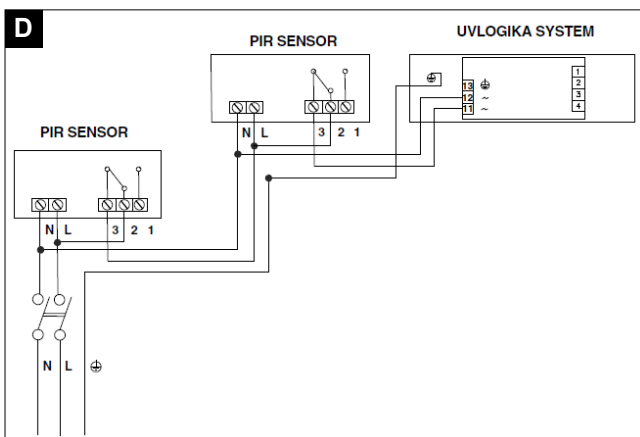 D
PIR SENSOR
UVLOGIKA SYSTEM
1
2
3
4
13
12 ~
11 ~
N L 3 2 1
PIR SENSOR
N L 3 2 1
N L